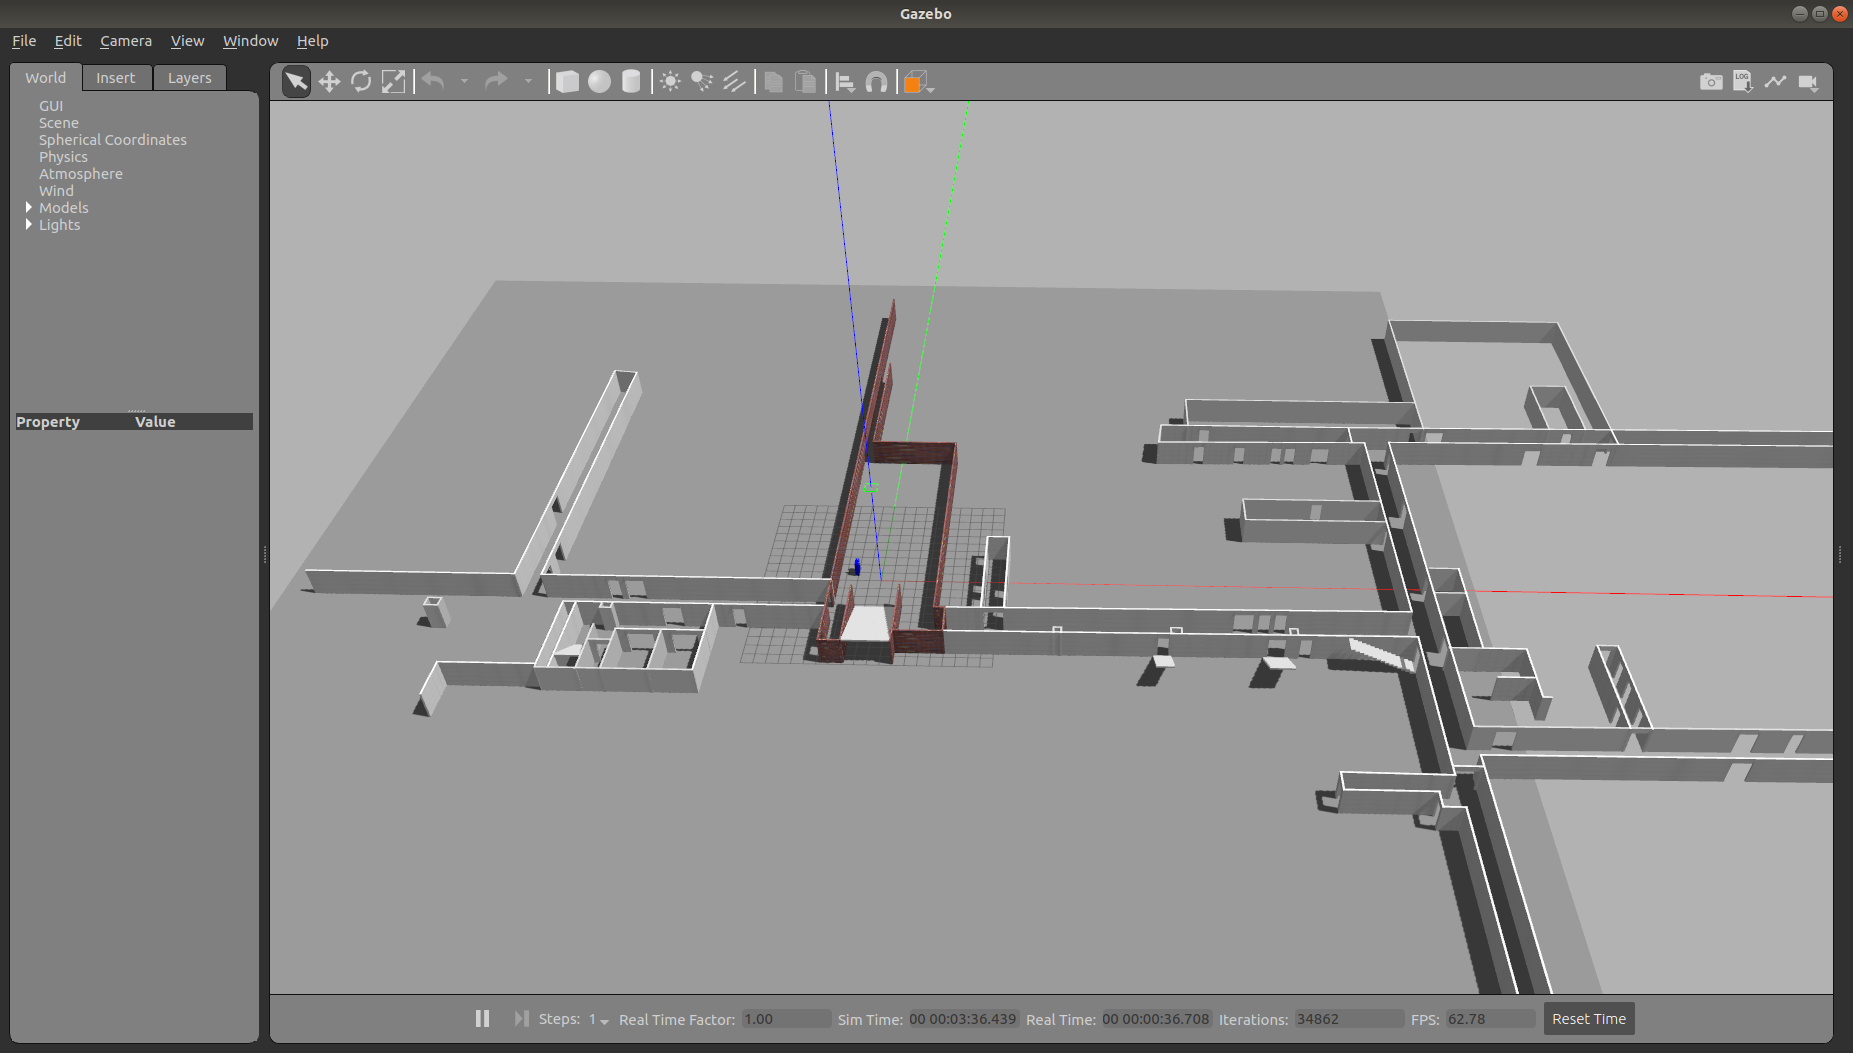 Gazebo
File Edit Camera View Window Help
World Insert Layers
LOG
GUI
Scene
Spherical Coordinates
Physics
Atmosphere
Wind
Models
Lights
Property Value
Steps: 1 Real Time Factor: 1.00 Sim Time: 00 00:03:36.439 Real Time: 00 00:00:36.708 Iterations: 34862 FPS: 62.78 Reset Time